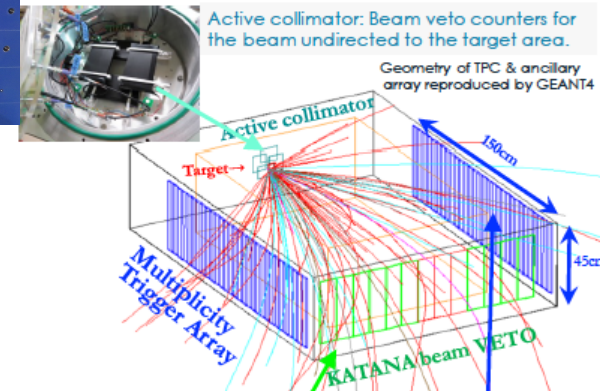 Active collimator: Beam veto counters for
the beam undirected to the target area.
Geometry of TPC & ancillary
array reproduced by GEANT4
Active collimator
Target→
150cm
45cm
Multiplicity
Trigger Array
KATANA beam VETO